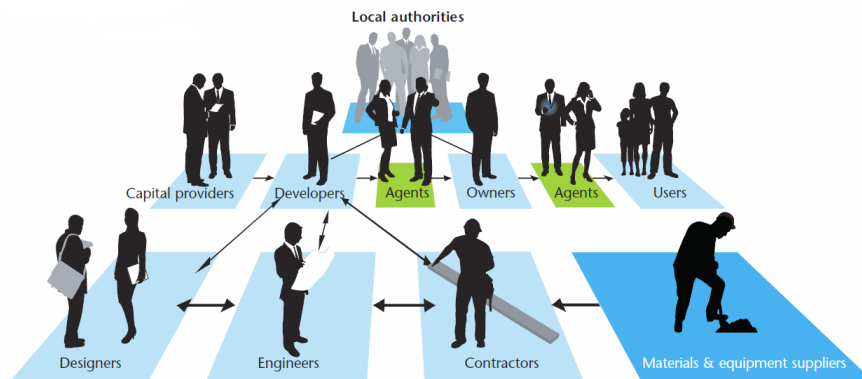 Local authorities
Capital providers
Developers
Agents
Owners
Agents
Users
Designers
Engineers
Contractors
Materials & equipment suppliers